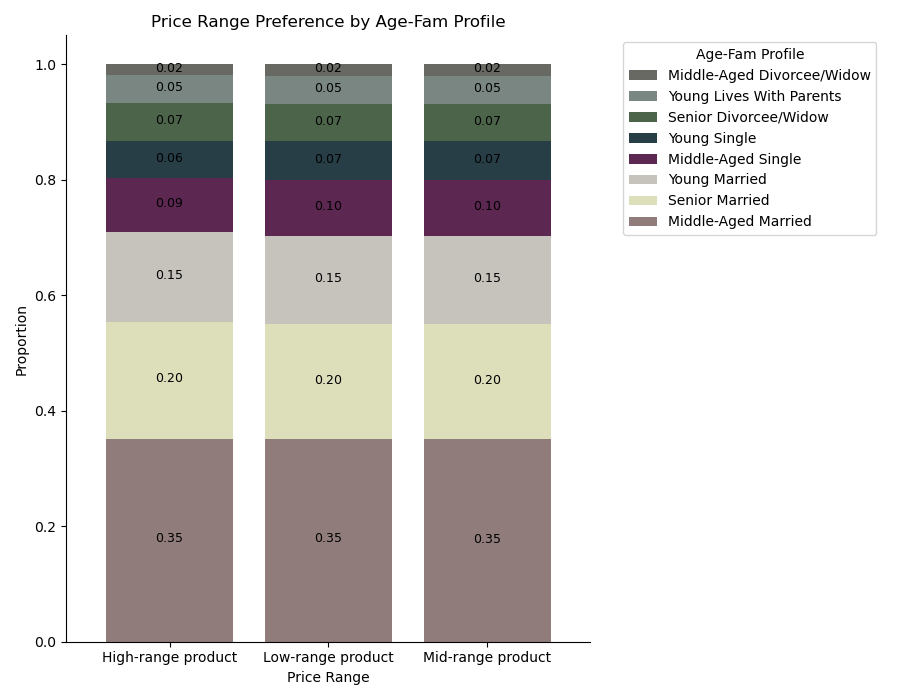 Price Range Preference by Age-Fam Profile
Proportion
1.0
0.8
0.6
0.4
0.2
0.0
0.02 0.02 0.02
0.05 0.05 0.05
0.07 0.07 0.07
0.06 0.07 0.07
0.09 0.10 0.10
0.15 0.15 0.15
0.20 0.20 0.20
0.35 0.35 0.35
High-range product Low-range product Mid-range product
Price Range
Age-Fam Profile
Middle-Aged Divorcee/Widow
Young Lives With Parents
Senior Divorcee/Widow
Young Single
Middle-Aged Single
Young Married
Senior Married
Middle-Aged Married